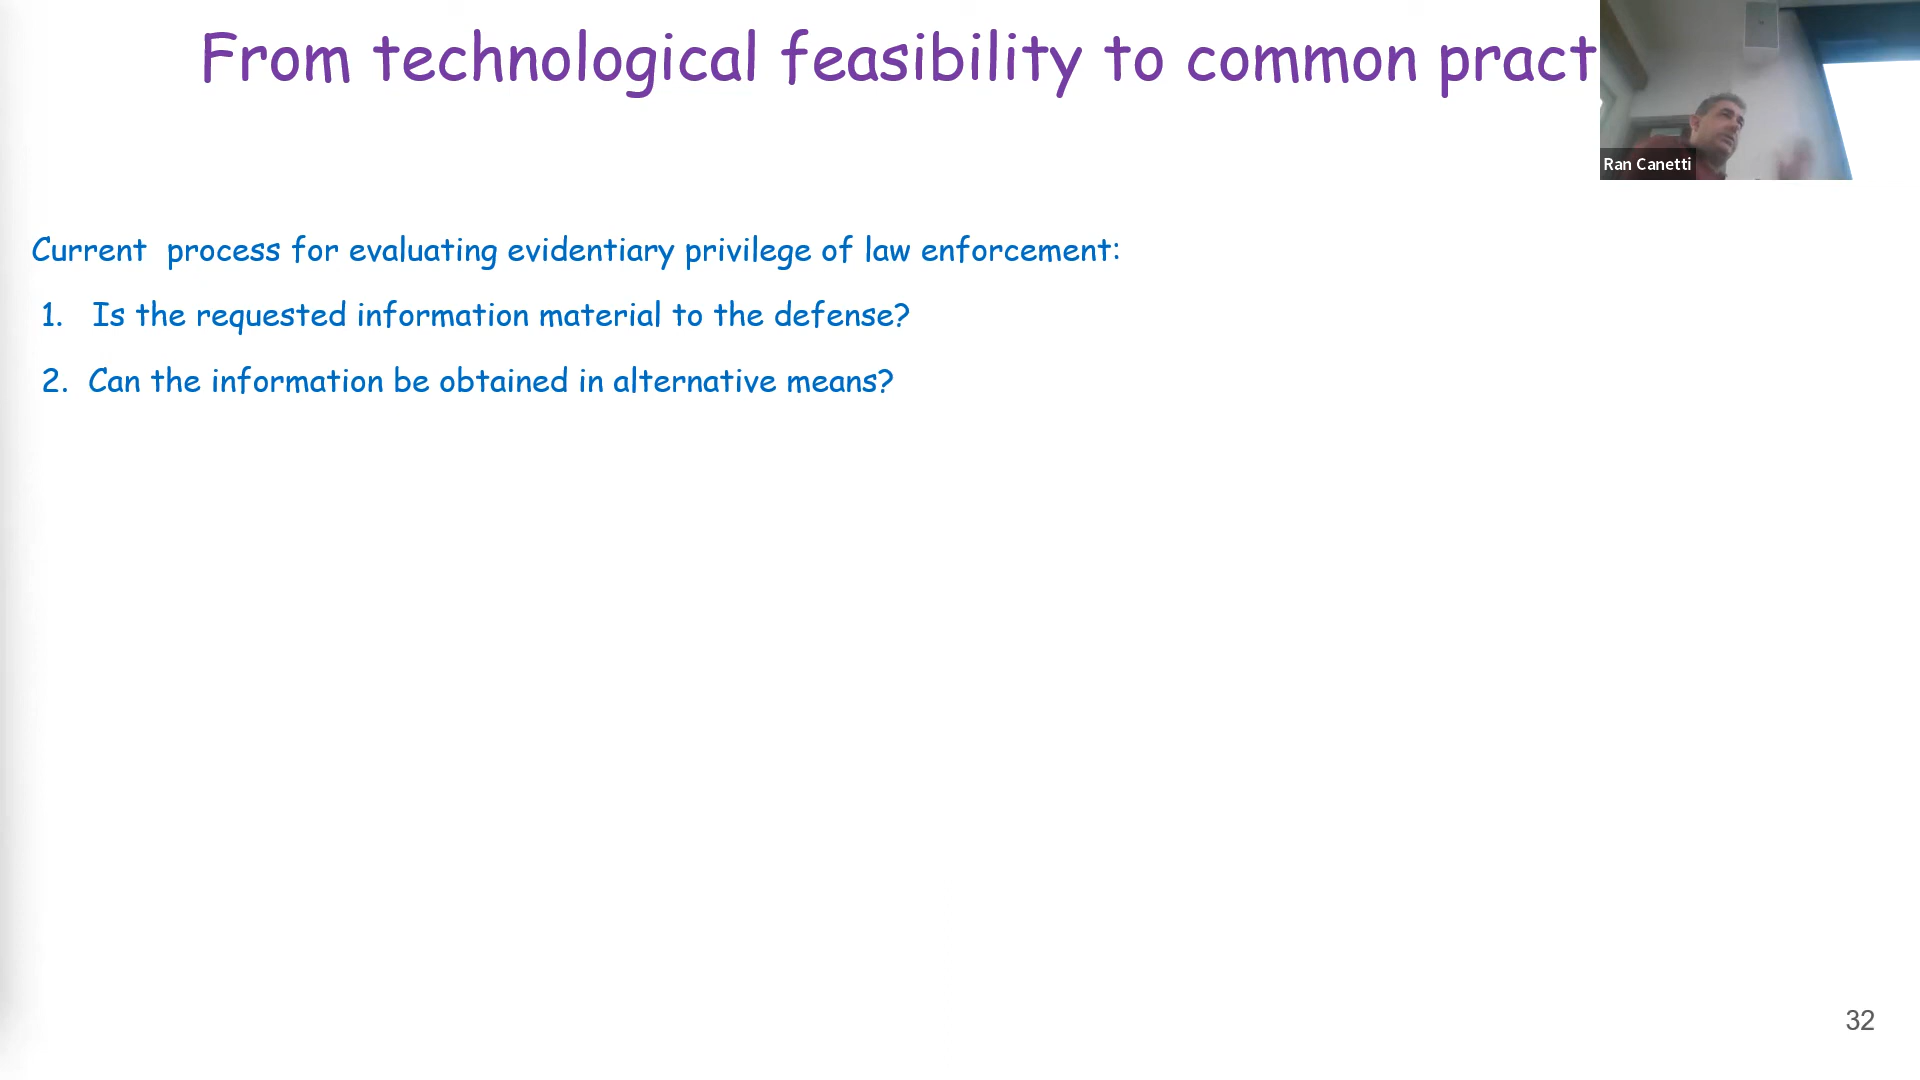 From technological feasibility to common pract
Ran Canetti
Current process for evaluating evidentiary privilege of law enforcement:
1. Is the requested information material to the defense?
2. Can the information be obtained in alternative means?
32